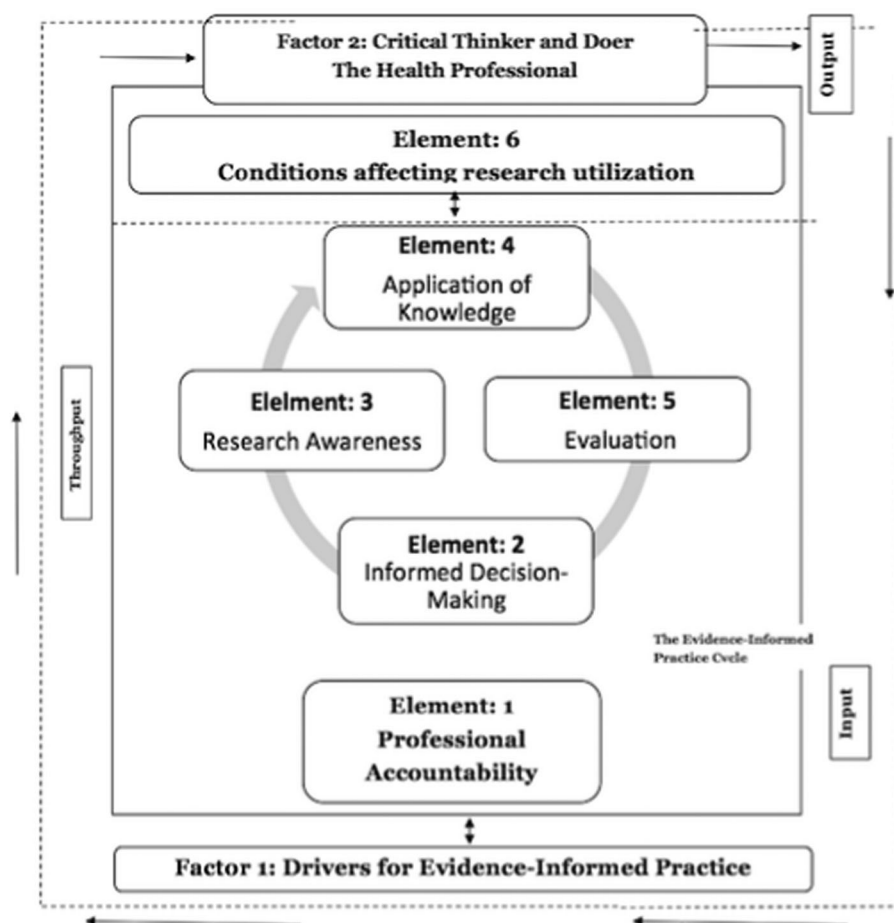 Factor 2: Critical Thinker and Doer
The Health Professional
Output
Element: 6
Conditions affecting research utilization
Element: 4
Application of
Knowledge
Elelment: 3
Research Awareness
Element: 5
Evaluation
Throughput
Element: 2
Informed Decision-
Making
The Evidence-Informed
Practice Cycle
Input
Element: 1
Professional
Accountability
Factor 1: Drivers for Evidence-Informed Practice